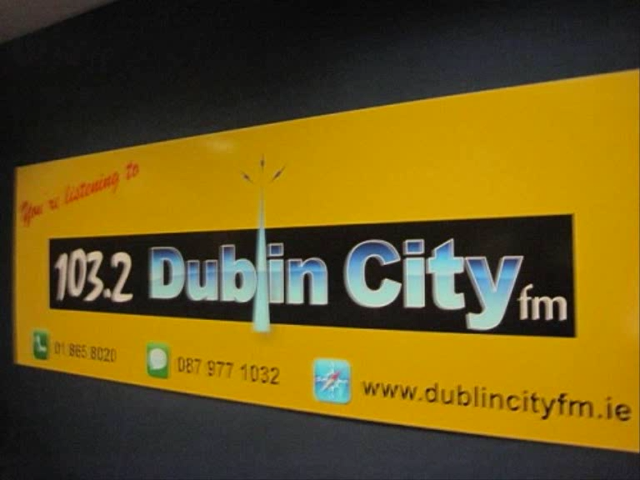 You're listening to
103.2 Dublin City fm
01 865 8020 087 977 1032 www.dublincityfm.ie